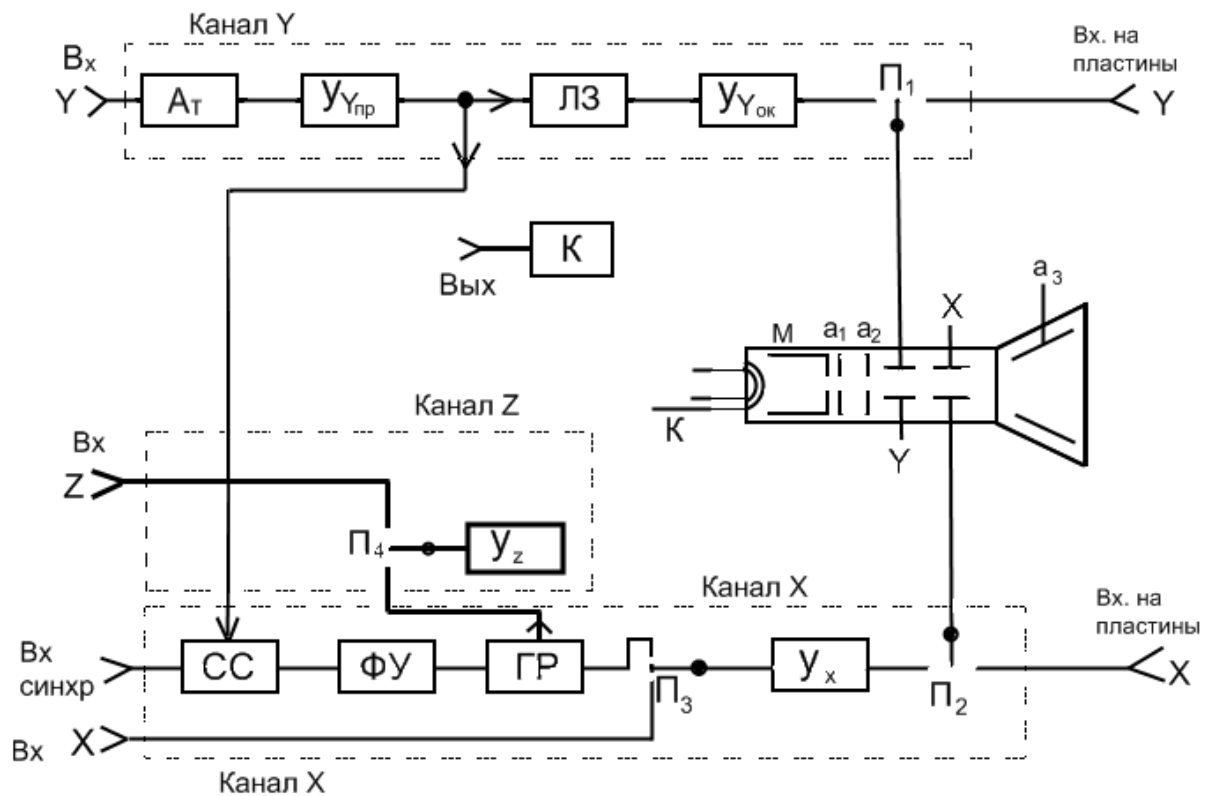 Канал Y
Вх
Y
Ат
УYпр
ЛЗ
УYок
П1
Вх. на
пластины
Y
К
Вых
a3
X
М a1 a2
К
Y
Канал Z
Вх
Z
П4
Уz
Канал X
Вх. на
пластины
Вх
синхр
СС
ФУ
ГР
П3
Ух
П2
X
Вх X
Канал X